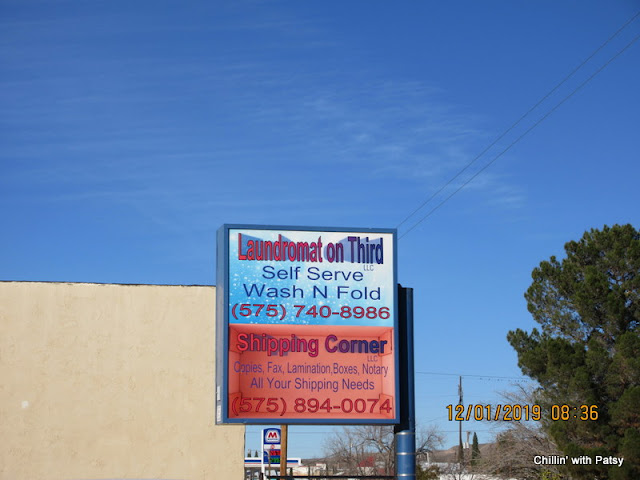 Laundromat on Third
LLC
Self Serve
Wash N Fold
(575) 740-8986
Shipping Corner
LLC
Copies, Fax, Lamination,Boxes, Notary
All Your Shipping Needs
(575) 894-0074
M
12/01/2019 08:36
Chillin' with Patsy